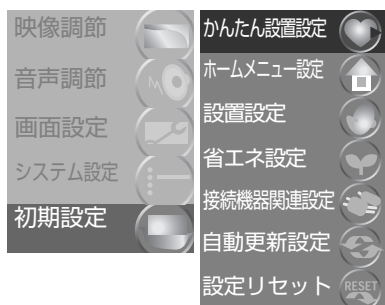 映像調節
音声調節
画面設定
システム設定
初期設定
かんたん設置設定
ホームメニュー設定
設置設定
省エネ設定
接続機器関連設定
自動更新設定
設定リセット
RESET